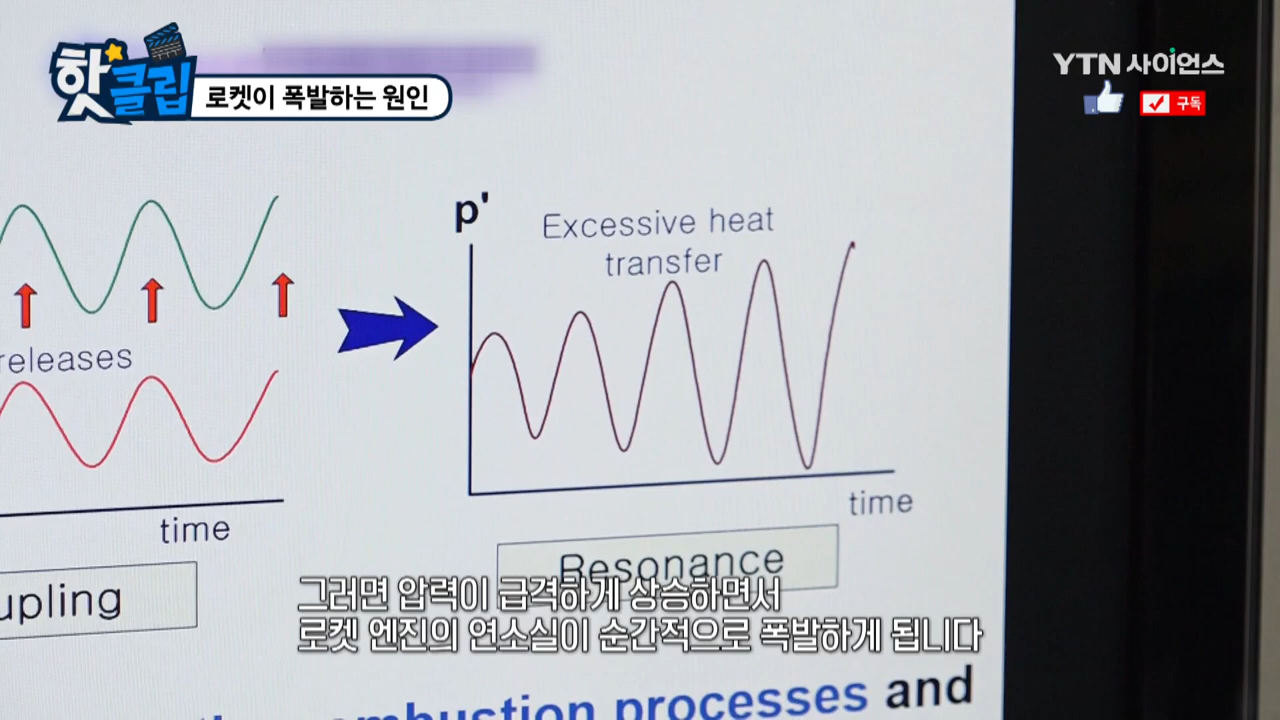 핫클립
로켓이 폭발하는 원인
YTN 사이언스
구독
p'
Excessive heat
transfer
releases
time
time
upling
Resonance
그러면 압력이 급격하게 상승하면서
로켓 엔진의 연소실이 순간적으로 폭발하게 됩니다
combustion processes and